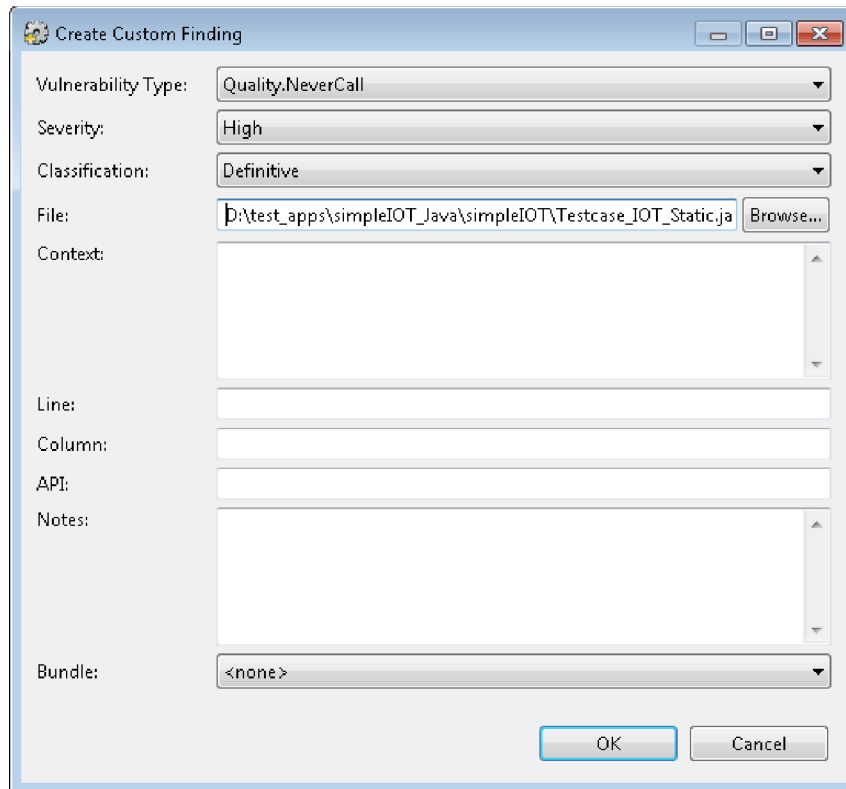 Create Custom Finding
Vulnerability Type: Quality.NeverCall
Severity: High
Classification: Definitive
File: D:\test_apps\simpleIOT_Java\simpleIOT\Testcase_IOT_Static.ja Browse...
Context:
Line:
Column:
API:
Notes:
Bundle: <none>
OK Cancel